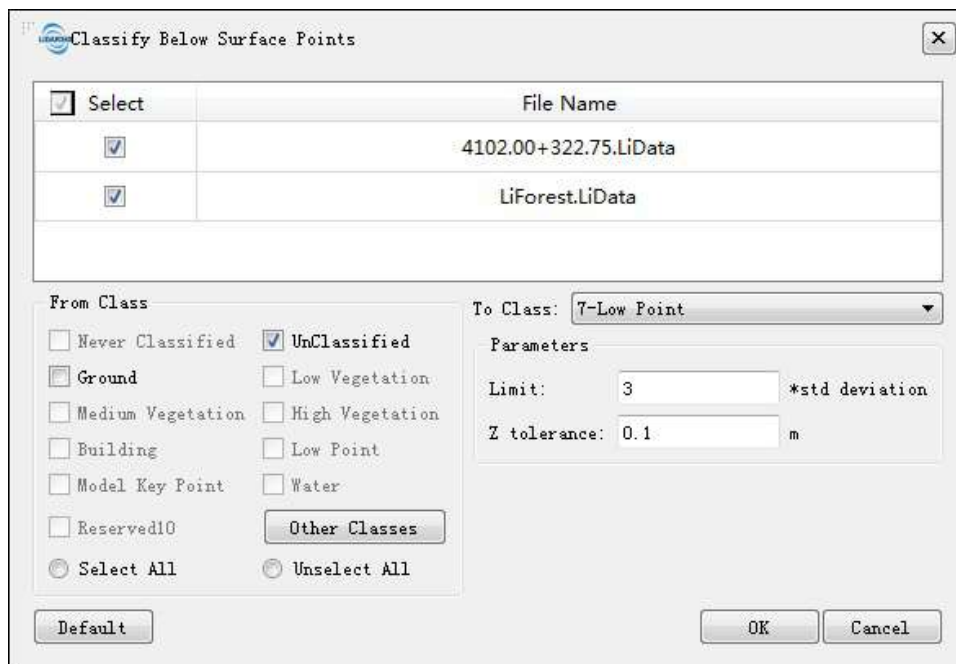 Classify Below Surface Points
Select File Name
4102.00+322.75.LiData
LiForest.LiData
From Class
Never Classified UnClassified
Ground Low Vegetation
Medium Vegetation High Vegetation
Building Low Point
Model Key Point Water
Reserved10 Other Classes
Select All Unselect All
To Class: 7-Low Point
Parameters
Limit: 3 *std deviation
Z tolerance: 0.1 m
Default OK Cancel